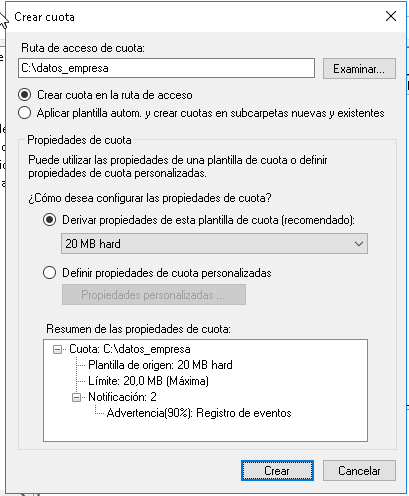 Crear cuota
Ruta de acceso de cuota:
C:\datos_empresa
Examinar...
Crear cuota en la ruta de acceso
Aplicar plantilla autom. y crear cuotas en subcarpetas nuevas y existentes
Propiedades de cuota
Puede utilizar las propiedades de una plantilla de cuota o definir
propiedades de cuota personalizadas.
¿Cómo desea configurar las propiedades de cuota?
Derivar propiedades de esta plantilla de cuota (recomendado):
20 MB hard
Definir propiedades de cuota personalizadas
Propiedades personalizadas ...
Resumen de las propiedades de cuota:
Cuota: C:\datos_empresa
Plantilla de origen: 20 MB hard
Límite: 20,0 MB (Máxima)
Notificación: 2
Advertencia(90%): Registro de eventos
Crear
Cancelar